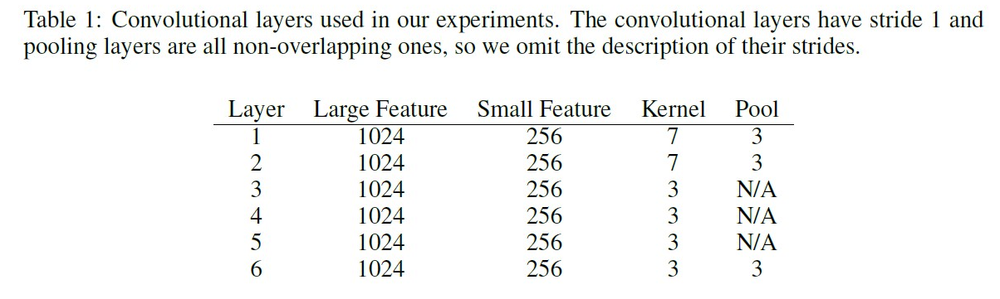 Table 1: Convolutional layers used in our experiments. The convolutional layers have stride 1 and
pooling layers are all non-overlapping ones, so we omit the description of their strides.
Layer Large Feature Small Feature Kernel Pool
1 1024 256 7 3
2 1024 256 7 3
3 1024 256 3 N/A
4 1024 256 3 N/A
5 1024 256 3 N/A
6 1024 256 3 3